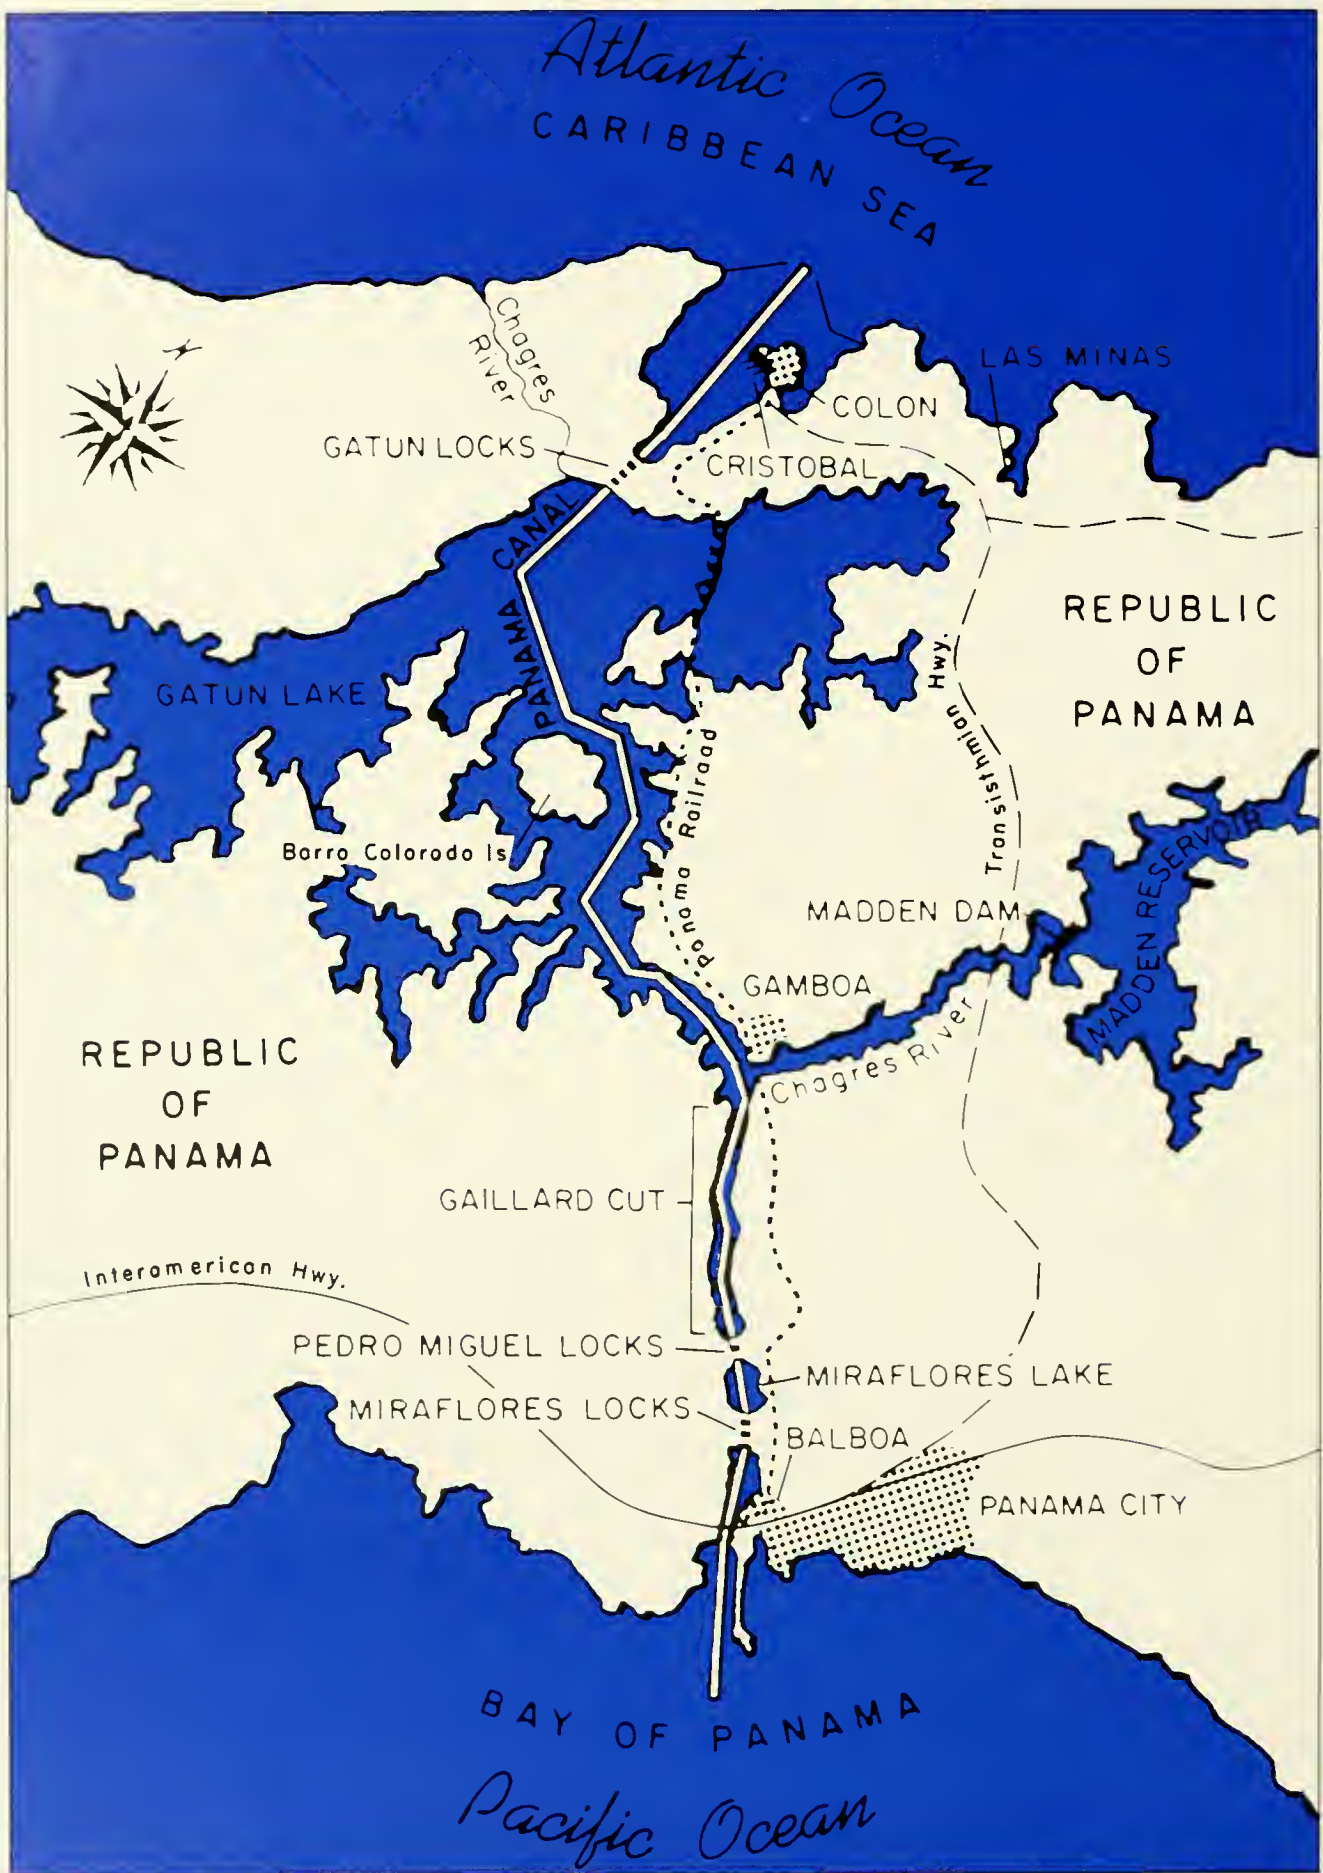 Atlantic Ocean
CARIBBEAN SEA
Chagres
River
LAS MINAS
COLON
GATUN LOCKS
CRISTOBAL
PANAMA CANAL
REPUBLIC
OF
PANAMA
GATUN LAKE
Transisthmian Hwy.
Panama Railroad
Barro Colorado Is.
MADDEN RESERVOIR
MADDEN DAM
GAMBOA
Chagres River
REPUBLIC
OF
PANAMA
GAILLARD CUT
Interamerican Hwy.
PEDRO MIGUEL LOCKS
MIRAFLORES LAKE
MIRAFLORES LOCKS
BALBOA
PANAMA CITY
BAY OF PANAMA
Pacific Ocean